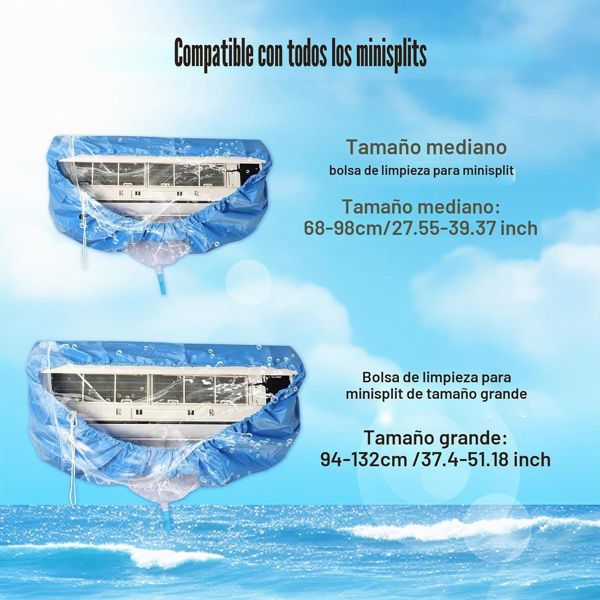 Compatible con todos los minisplits
Tamaño mediano
bolsa de limpieza para minisplit
Tamaño mediano:
68-98cm/27.55-39.37 inch
Bolsa de limpieza para
minisplit de tamaño grande
Tamaño grande:
94-132cm /37.4-51.18 inch